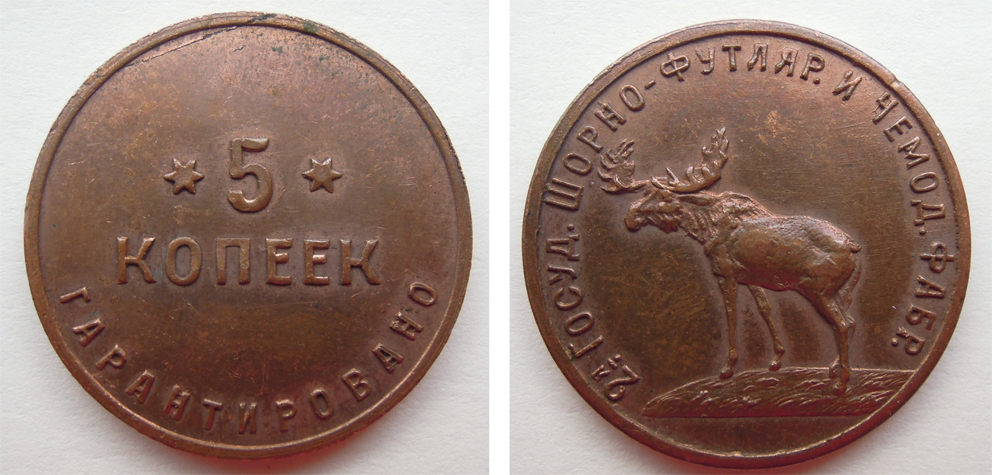 5
КОПЕЕК
ГАРАНТИРОВАНО
2Я. ГОСУД. ШОРНО-ФУТЛЯР. И ЧЕМОД. ФАБР.